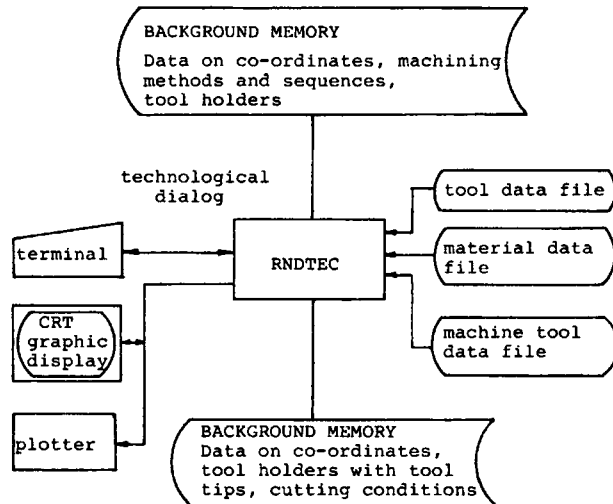 BACKGROUND MEMORY
Data on co-ordinates, machining
methods and sequences,
tool holders
technological
dialog
terminal
CRT
graphic
display
plotter
RNDTEC
tool data file
material data
file
machine tool
data file
BACKGROUND MEMORY
Data on co-ordinates,
tool holders with tool
tips, cutting conditions